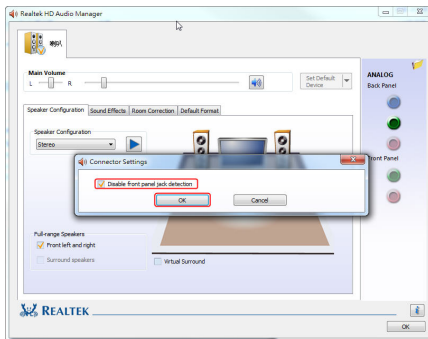 Realtek HD Audio Manager
喇叭
Main Volume
L R
Set Default
Device
ANALOG
Back Panel
Speaker Configuration Sound Effects Room Correction Default Format
Speaker Configuration
Stereo
Connector Settings
Front Panel
Disable front panel jack detection
OK Cancel
Full-range Speakers
Front left and right
Surround speakers
Virtual Surround
REALTEK
i
OK